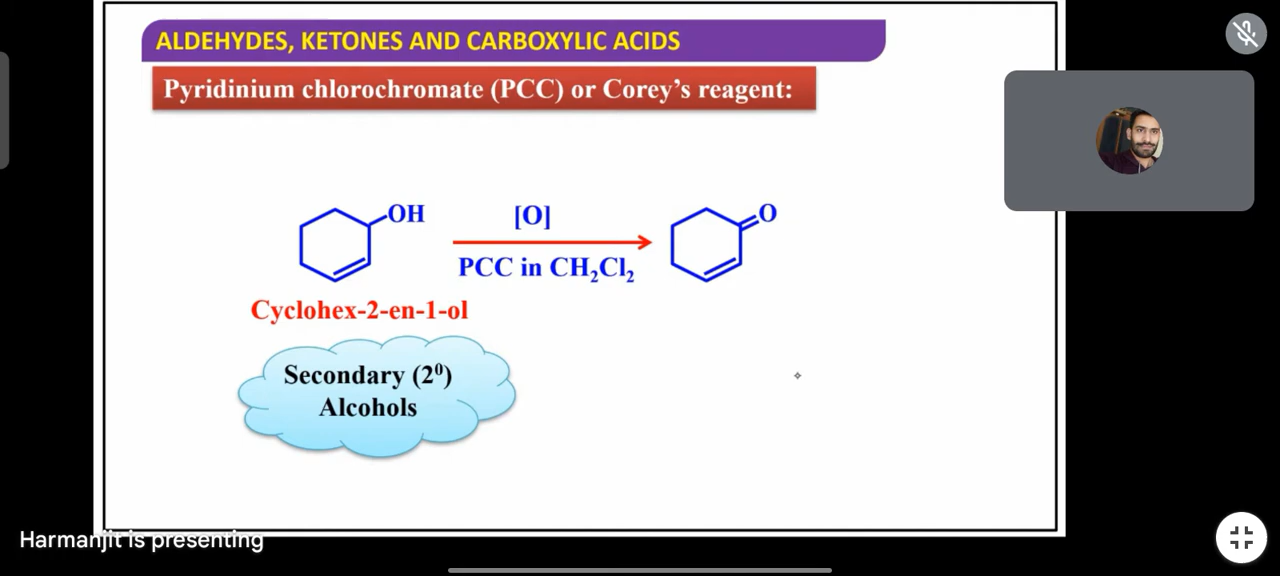 ALDEHYDES, KETONES AND CARBOXYLIC ACIDS
Pyridinium chlorochromate (PCC) or Corey's reagent:
OH
[O]
O
PCC in CH₂Cl₂
Cyclohex-2-en-1-ol
Secondary (2⁰)
Alcohols
Harmanjit is presenting